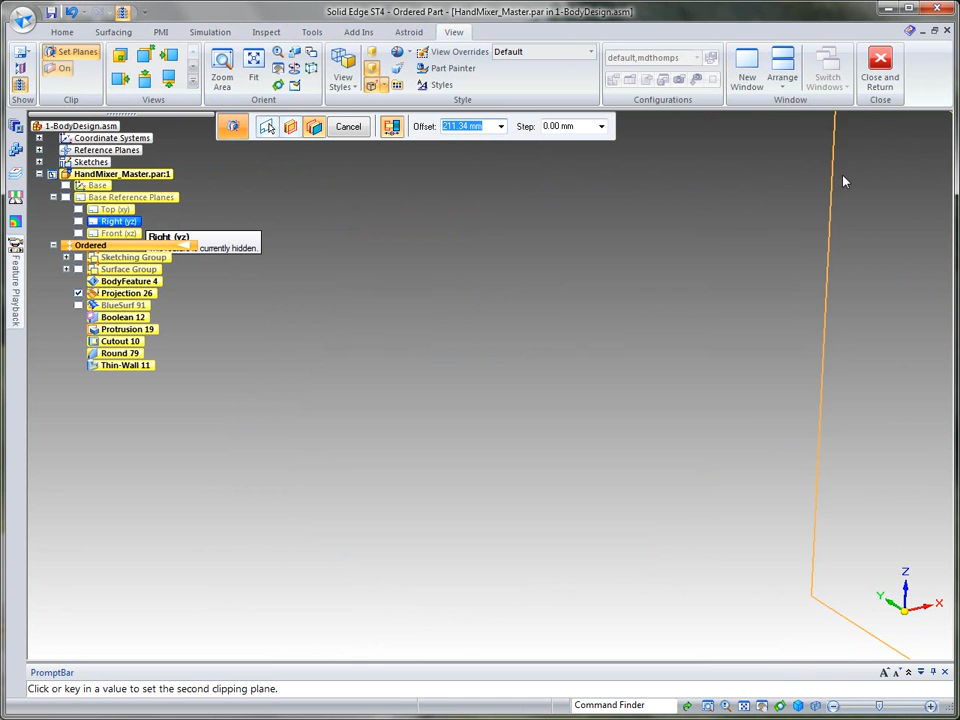 Solid Edge ST4 - Ordered Part - [HandMixer_Master.par in 1-BodyDesign.asm]
Home Surfacing PMI Simulation Inspect Tools Add Ins Astroid View
Set Planes
On
Zoom Area
Fit
View Styles
View Overrides Default
Part Painter
Styles
default,mdthomps
New Window
Arrange
Switch Windows
Close and Return
Show Clip Views Orient Style Configurations Window Close
1-BodyDesign.asm
Cancel Offset: 211.34 mm Step: 0.00 mm
Coordinate Systems
Reference Planes
Sketches
HandMixer_Master.par:1
Base
Base Reference Planes
Top (xy)
Right (yz)
Front (xz)
Right (yz)
Ordered
currently hidden.
Sketching Group
Surface Group
BodyFeature 4
Projection 26
BlueSurf 91
Boolean 12
Protrusion 19
Cutout 10
Round 79
Thin-Wall 11
Feature Playback
Z
Y
X
PromptBar
Click or key in a value to set the second clipping plane.
Command Finder